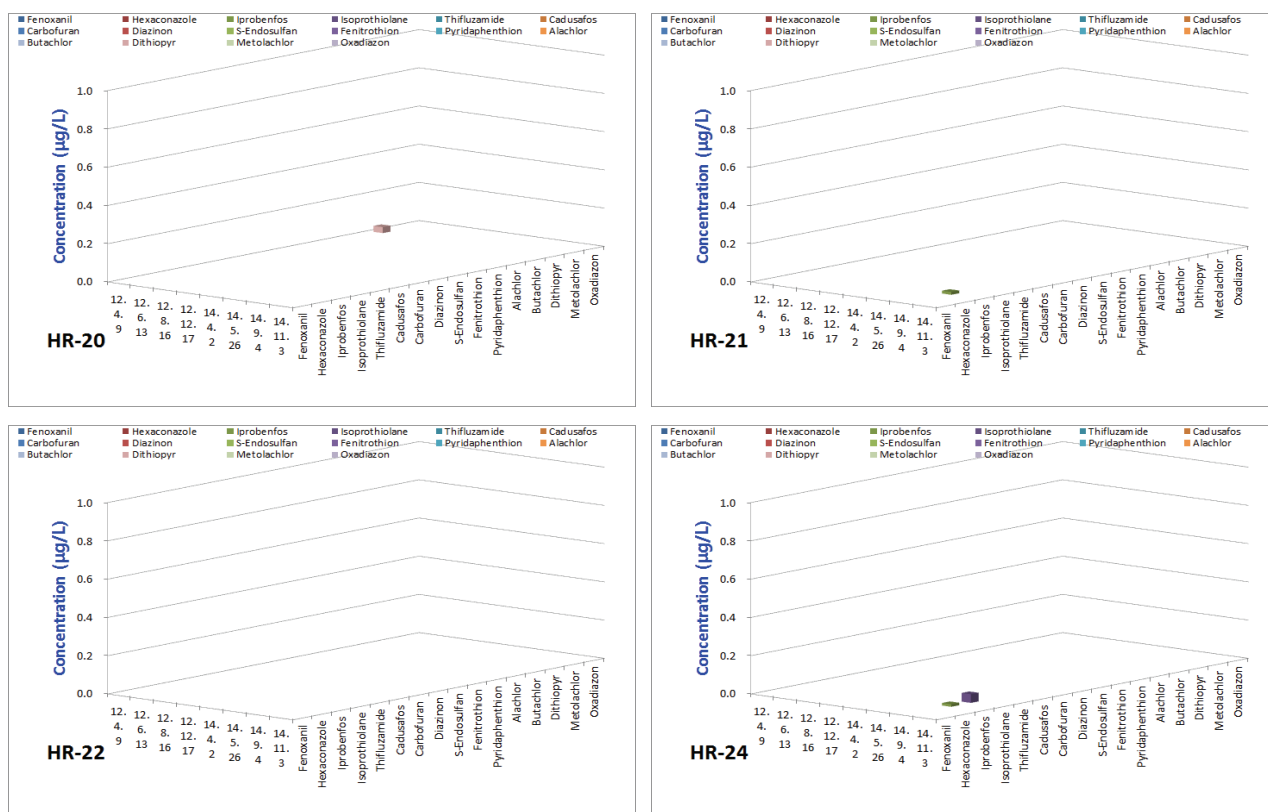 Fenoxanil Hexaconazole Iprobenfos Isoprothiolane Thifluzamide Cadusafos
Carbofuran Diazinon S-Endosulfan Fenitrothion Pyridaphenthion Alachlor
Butachlor Dithiopyr Metolachlor Oxadiazon
Concentration (µg/L)
1.0
0.8
0.6
0.4
0.2
0.0
12.4.9
12.6.13
12.8.16
12.12.17
14.4.2
14.5.26
14.9.4
14.11.3
Fenoxanil
Hexaconazole
Iprobenfos
Isoprothiolane
Thifluzamide
Cadusafos
Carbofuran
Diazinon
S-Endosulfan
Fenitrothion
Pyridaphenthion
Alachlor
Butachlor
Dithiopyr
Metolachlor
Oxadiazon
HR-20
Fenoxanil Hexaconazole Iprobenfos Isoprothiolane Thifluzamide Cadusafos
Carbofuran Diazinon S-Endosulfan Fenitrothion Pyridaphenthion Alachlor
Butachlor Dithiopyr Metolachlor Oxadiazon
Concentration (µg/L)
1.0
0.8
0.6
0.4
0.2
0.0
12.4.9
12.6.13
12.8.16
12.12.17
14.4.2
14.5.26
14.9.4
14.11.3
Fenoxanil
Hexaconazole
Iprobenfos
Isoprothiolane
Thifluzamide
Cadusafos
Carbofuran
Diazinon
S-Endosulfan
Fenitrothion
Pyridaphenthion
Alachlor
Butachlor
Dithiopyr
Metolachlor
Oxadiazon
HR-21
Fenoxanil Hexaconazole Iprobenfos Isoprothiolane Thifluzamide Cadusafos
Carbofuran Diazinon S-Endosulfan Fenitrothion Pyridaphenthion Alachlor
Butachlor Dithiopyr Metolachlor Oxadiazon
Concentration (µg/L)
1.0
0.8
0.6
0.4
0.2
0.0
12.4.9
12.6.13
12.8.16
12.12.17
14.4.2
14.5.26
14.9.4
14.11.3
Fenoxanil
Hexaconazole
Iprobenfos
Isoprothiolane
Thifluzamide
Cadusafos
Carbofuran
Diazinon
S-Endosulfan
Fenitrothion
Pyridaphenthion
Alachlor
Butachlor
Dithiopyr
Metolachlor
Oxadiazon
HR-22
Fenoxanil Hexaconazole Iprobenfos Isoprothiolane Thifluzamide Cadusafos
Carbofuran Diazinon S-Endosulfan Fenitrothion Pyridaphenthion Alachlor
Butachlor Dithiopyr Metolachlor Oxadiazon
Concentration (µg/L)
1.0
0.8
0.6
0.4
0.2
0.0
12.4.9
12.6.13
12.8.16
12.12.17
14.4.2
14.5.26
14.9.4
14.11.3
Fenoxanil
Hexaconazole
Iprobenfos
Isoprothiolane
Thifluzamide
Cadusafos
Carbofuran
Diazinon
S-Endosulfan
Fenitrothion
Pyridaphenthion
Alachlor
Butachlor
Dithiopyr
Metolachlor
Oxadiazon
HR-24